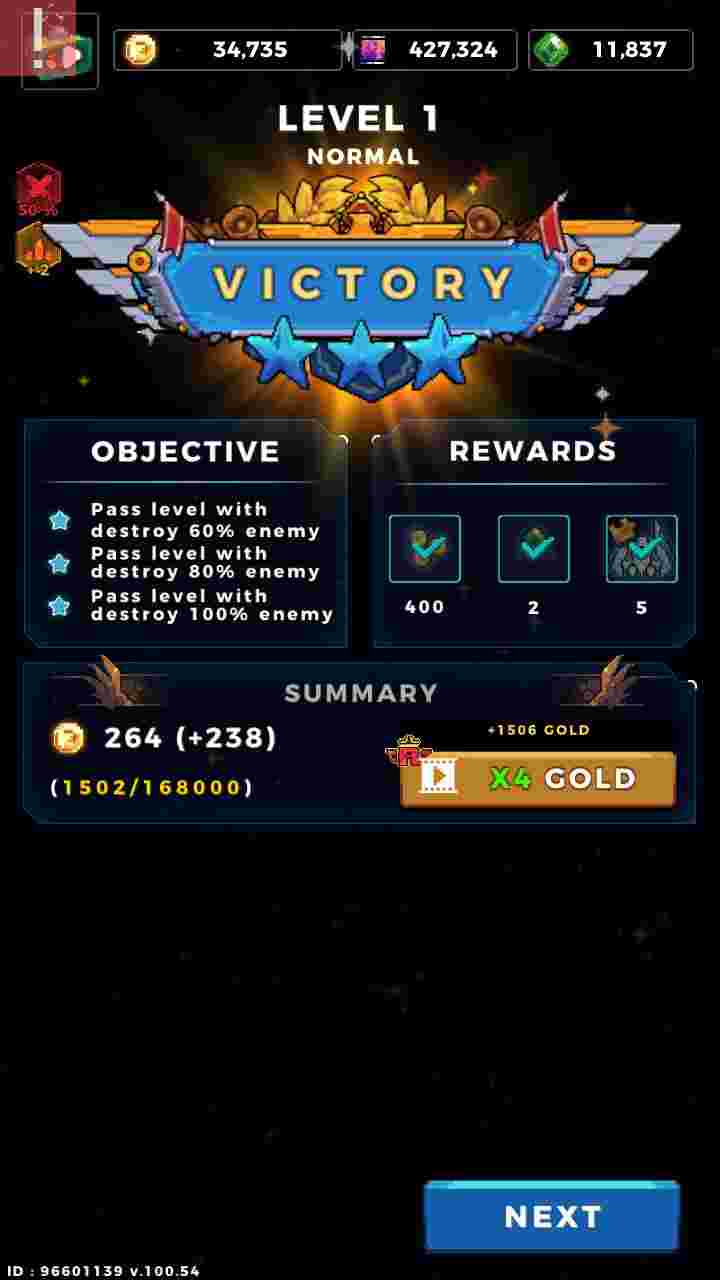 34,735
427,324
11,837
LEVEL 1
NORMAL
50 %
+2
VICTORY
OBJECTIVE
Pass level with
destroy 60% enemy
Pass level with
destroy 80% enemy
Pass level with
destroy 100% enemy
REWARDS
400
2
5
SUMMARY
264 (+238)
(1502/168000)
+1506 GOLD
X4 GOLD
NEXT
ID : 96601139 v.100.54